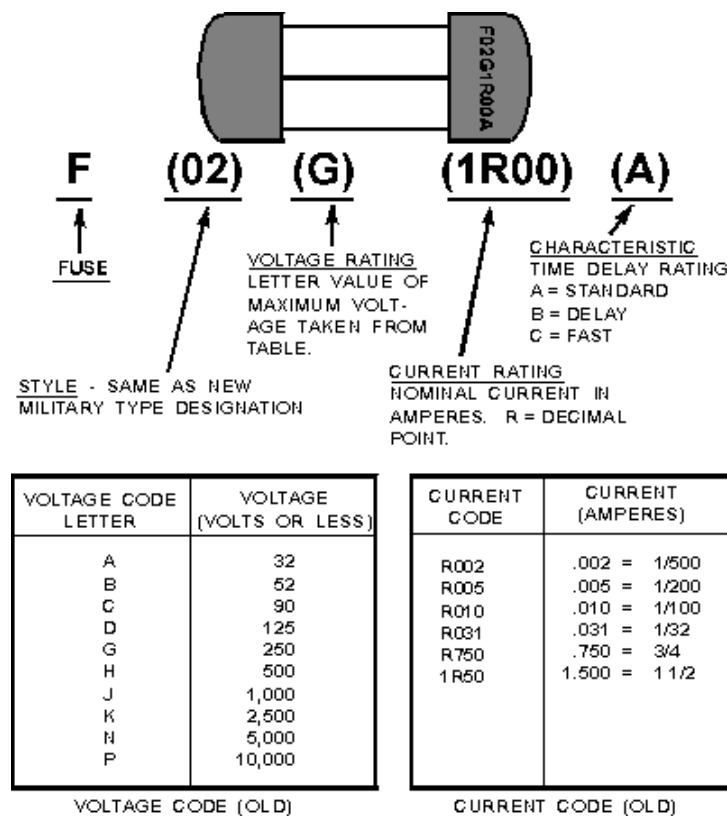 F02G1R00A
F (02) (G) (1R00) (A)
FUSE
STYLE - SAME AS NEW
MILITARY TYPE DESIGNATION
VOLTAGE RATING
LETTER VALUE OF
MAXIMUM VOLT-
AGE TAKEN FROM
TABLE.
CURRENT RATING
NOMINAL CURRENT IN
AMPERES. R = DECIMAL
POINT.
CHARACTERISTIC
TIME DELAY RATING
A = STANDARD
B = DELAY
C = FAST
VOLTAGE CODE
LETTER
VOLTAGE
(VOLTS OR LESS)
A 32
B 52
C 90
D 125
G 250
H 500
J 1,000
K 2,500
N 5,000
P 10,000
VOLTAGE CODE (OLD)
CURRENT
CODE
CURRENT
(AMPERES)
R002 .002 = 1/500
R005 .005 = 1/200
R010 .010 = 1/100
R031 .031 = 1/32
R750 .750 = 3/4
1R50 1.500 = 1 1/2
CURRENT CODE (OLD)